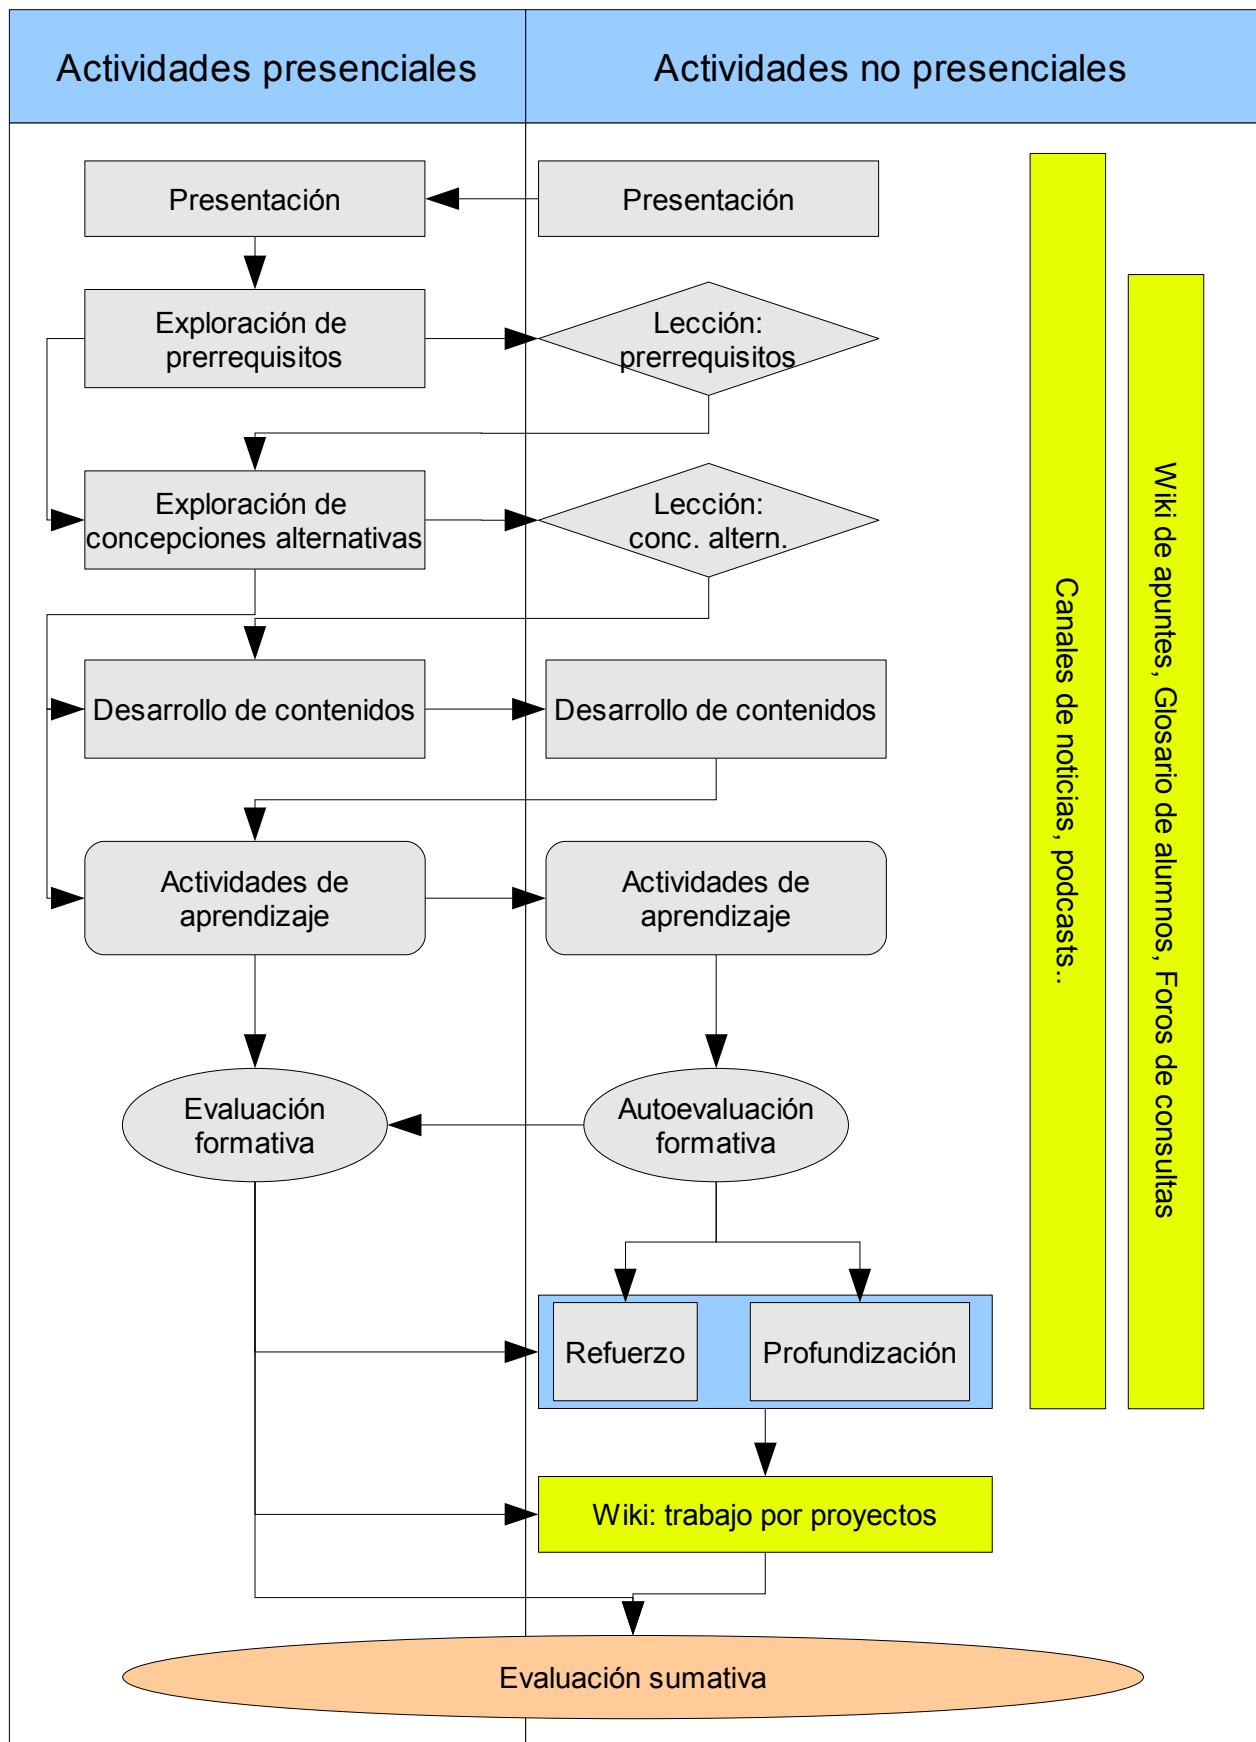 Actividades presenciales
Actividades no presenciales
Presentación
Presentación
Exploración de
prerrequisitos
Lección:
prerrequisitos
Exploración de
concepciones alternativas
Lección:
conc. altern.
Desarrollo de contenidos
Desarrollo de contenidos
Actividades de
aprendizaje
Actividades de
aprendizaje
Evaluación
formativa
Autoevaluación
formativa
Refuerzo
Profundización
Wiki: trabajo por proyectos
Evaluación sumativa
Canales de noticias, podcasts..
Wiki de apuntes, Glosario de alumnos, Foros de consultas